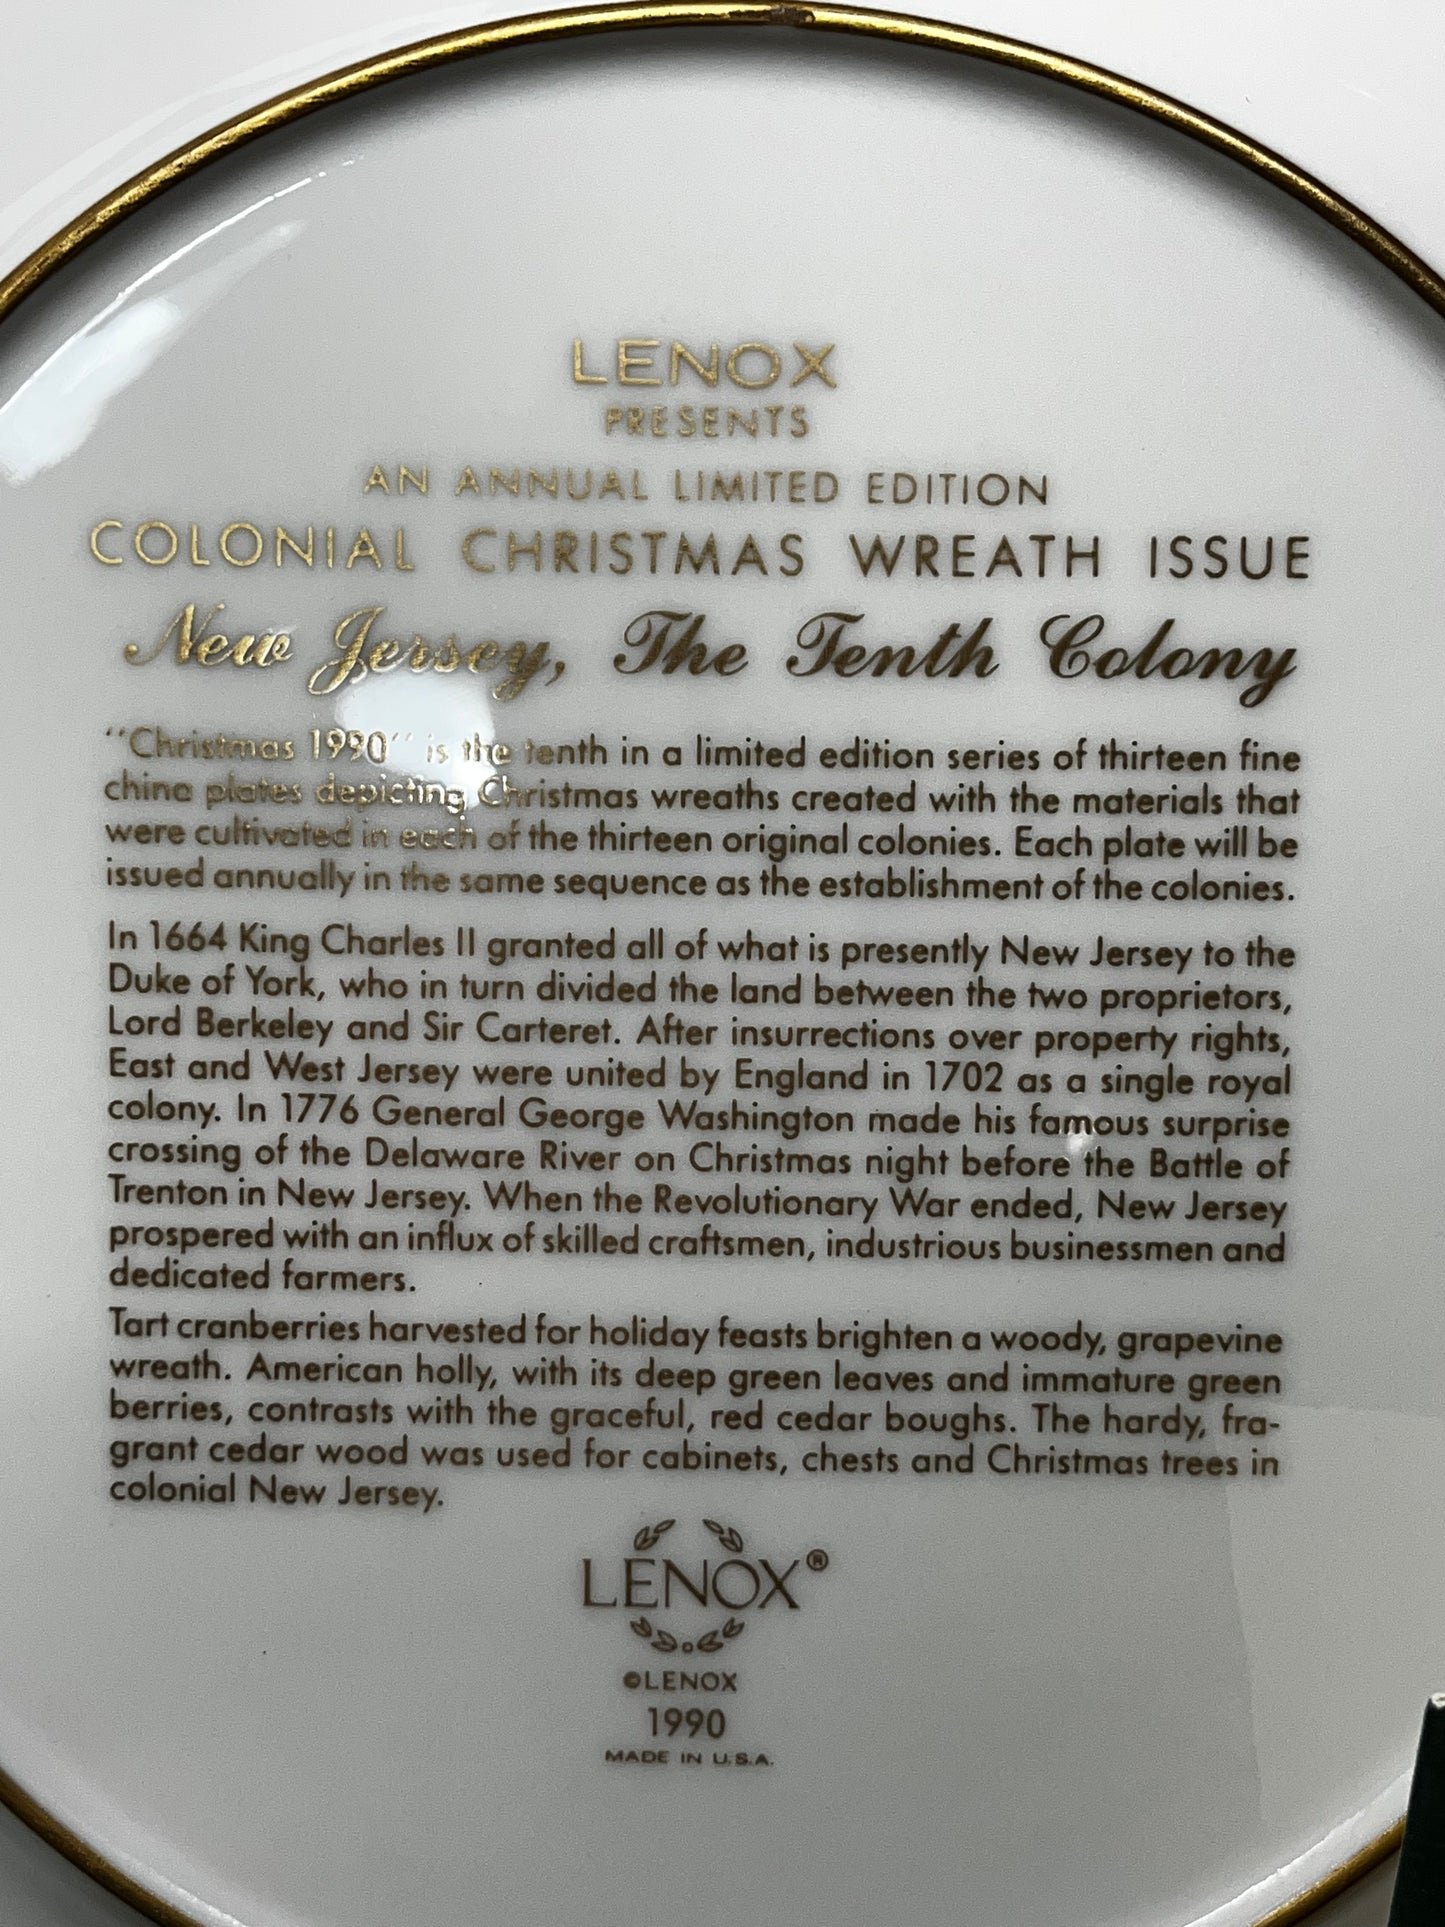 LENOX
PRESENTS
AN ANNUAL LIMITED EDITION
COLONIAL CHRISTMAS WREATH ISSUE
New Jersey, The Tenth Colony
"Christmas 1990" is the tenth in a limited edition series of thirteen fine
china plates depicting Christmas wreaths created with the materials that
were cultivated in each of the thirteen original colonies. Each plate will be
issued annually in the same sequence as the establishment of the colonies.
In 1664 King Charles II granted all of what is presently New Jersey to the
Duke of York, who in turn divided the land between the two proprietors,
Lord Berkeley and Sir Carteret. After insurrections over property rights,
East and West Jersey were united by England in 1702 as a single royal
colony. In 1776 General George Washington made his famous surprise
crossing of the Delaware River on Christmas night before the Battle of
Trenton in New Jersey. When the Revolutionary War ended, New Jersey
prospered with an influx of skilled craftsmen, industrious businessmen and
dedicated farmers.
Tart cranberries harvested for holiday feasts brighten a woody, grapevine
wreath. American holly, with its deep green leaves and immature green
berries, contrasts with the graceful, red cedar boughs. The hardy, fra-
grant cedar wood was used for cabinets, chests and Christmas trees in
colonial New Jersey.
LENOX®
©LENOX
1990
MADE IN U.S.A.